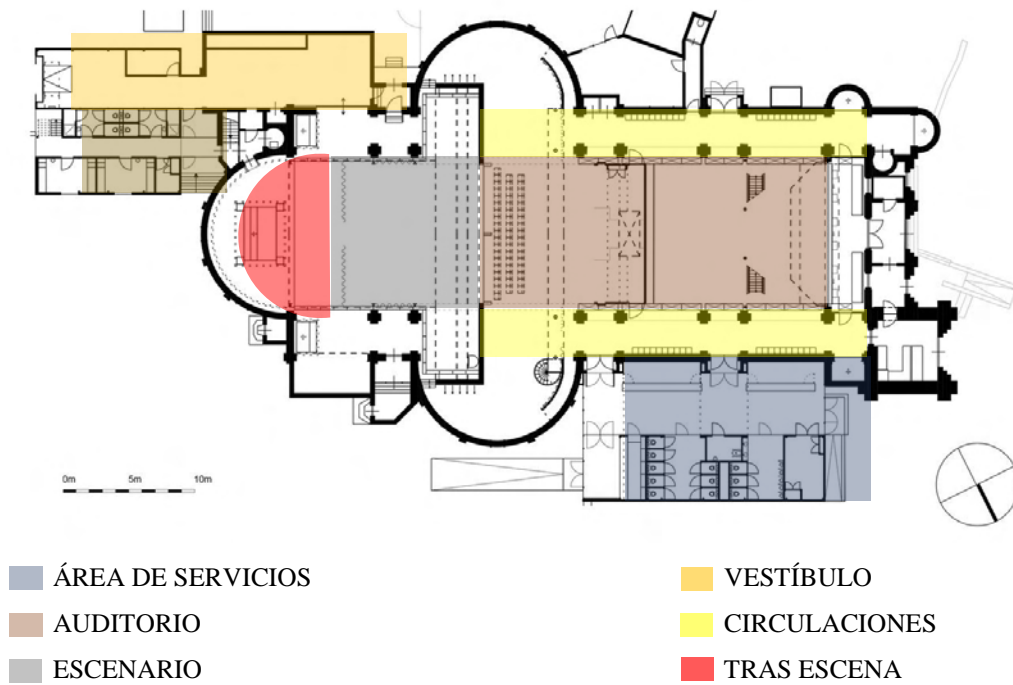 0m 5m 10m
ÁREA DE SERVICIOS
AUDITORIO
ESCENARIO
VESTÍBULO
CIRCULACIONES
TRAS ESCENA